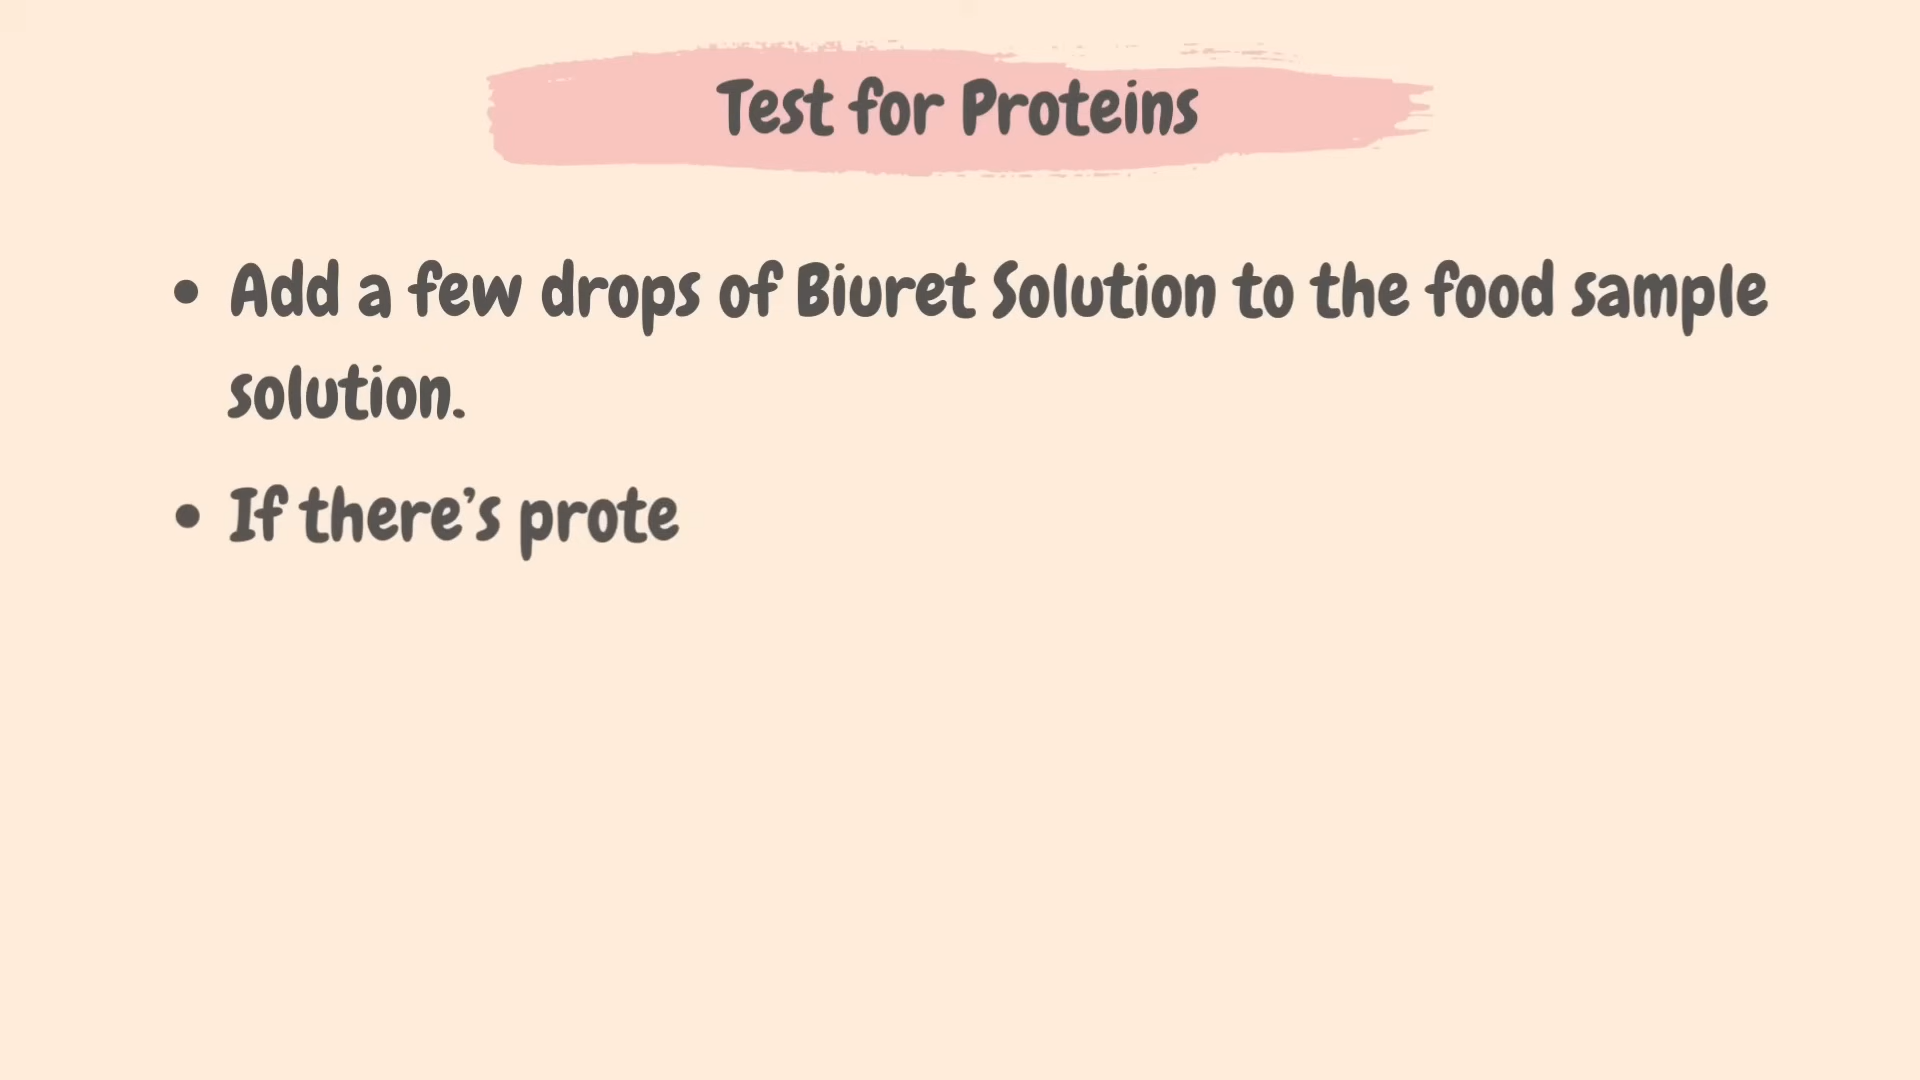 Test for Proteins
• Add a few drops of Biuret Solution to the food sample
solution.
• If there’s prote